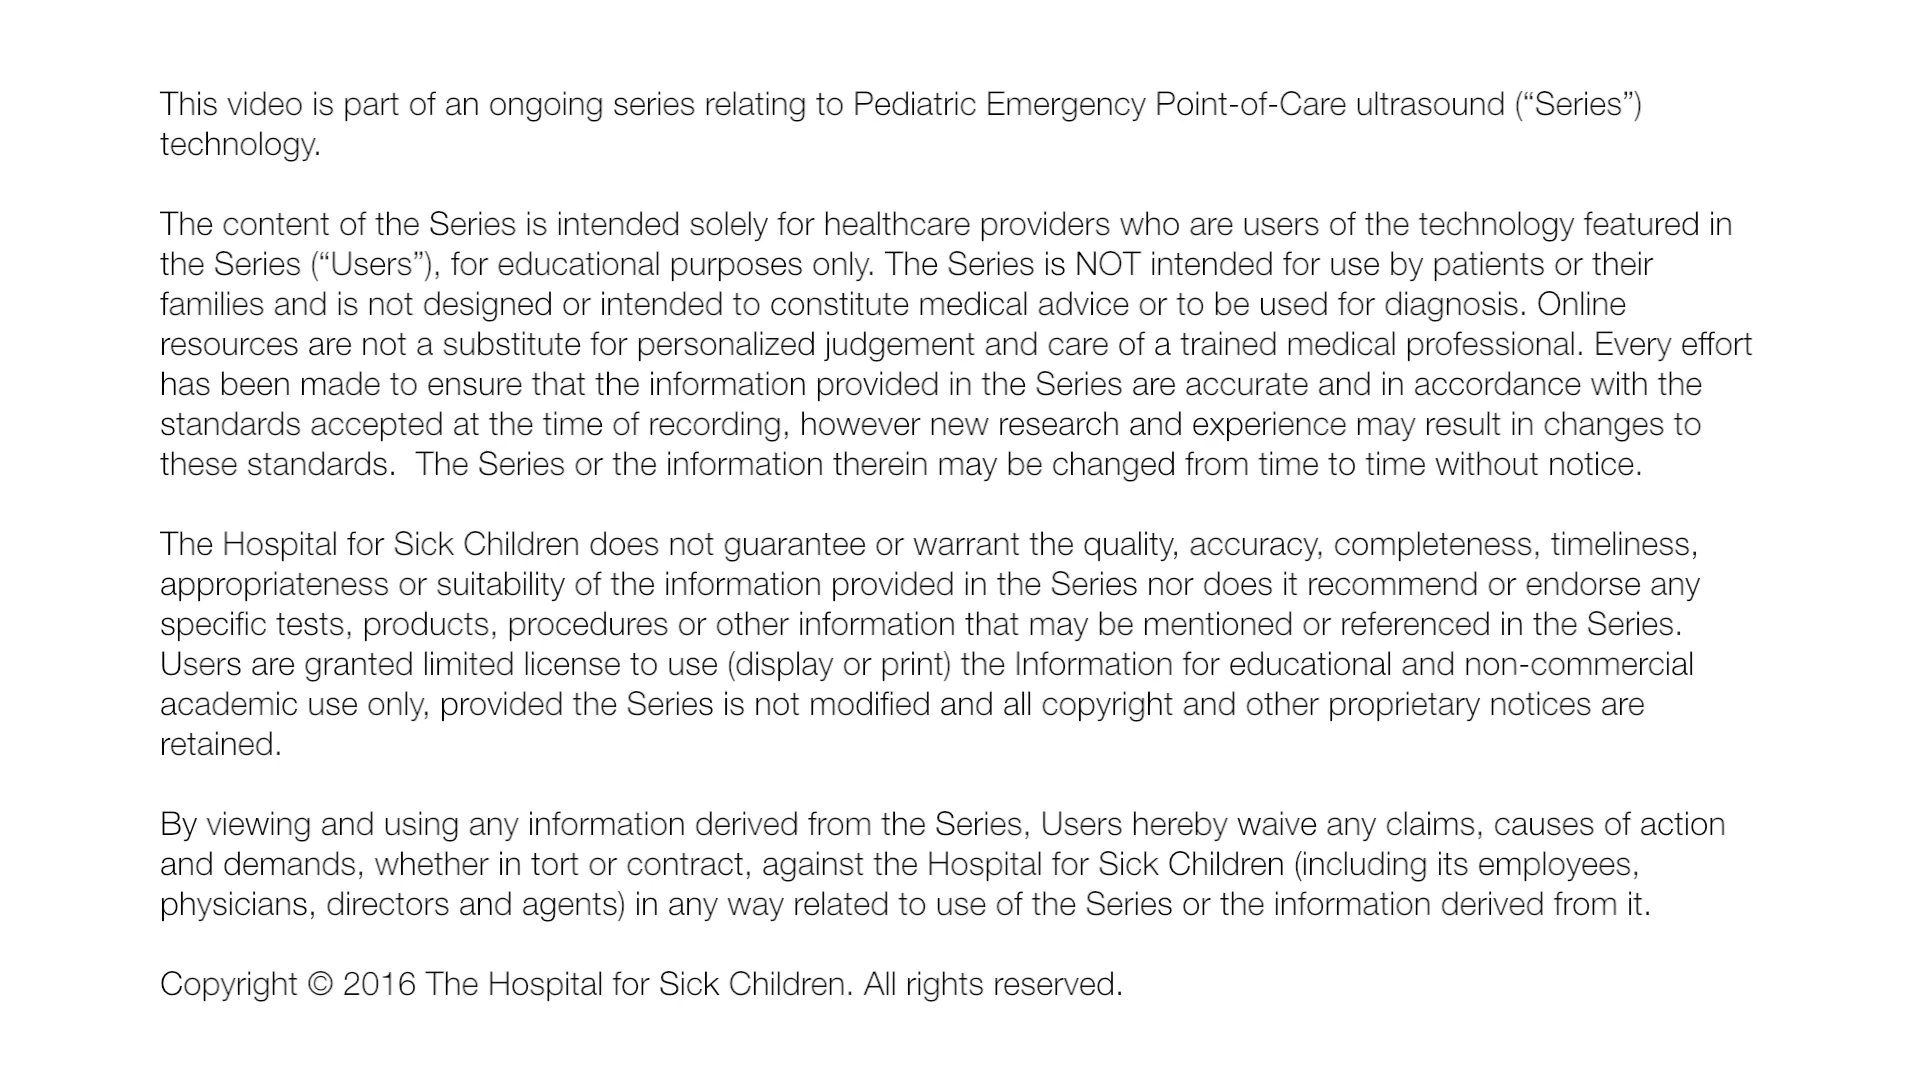 This video is part of an ongoing series relating to Pediatric Emergency Point-of-Care ultrasound (“Series”)
technology.
The content of the Series is intended solely for healthcare providers who are users of the technology featured in
the Series (“Users”), for educational purposes only. The Series is NOT intended for use by patients or their
families and is not designed or intended to constitute medical advice or to be used for diagnosis. Online
resources are not a substitute for personalized judgement and care of a trained medical professional. Every effort
has been made to ensure that the information provided in the Series are accurate and in accordance with the
standards accepted at the time of recording, however new research and experience may result in changes to
these standards.  The Series or the information therein may be changed from time to time without notice.
The Hospital for Sick Children does not guarantee or warrant the quality, accuracy, completeness, timeliness,
appropriateness or suitability of the information provided in the Series nor does it recommend or endorse any
specific tests, products, procedures or other information that may be mentioned or referenced in the Series.
Users are granted limited license to use (display or print) the Information for educational and non-commercial
academic use only, provided the Series is not modified and all copyright and other proprietary notices are
retained.
By viewing and using any information derived from the Series, Users hereby waive any claims, causes of action
and demands, whether in tort or contract, against the Hospital for Sick Children (including its employees,
physicians, directors and agents) in any way related to use of the Series or the information derived from it.
Copyright © 2016 The Hospital for Sick Children. All rights reserved.